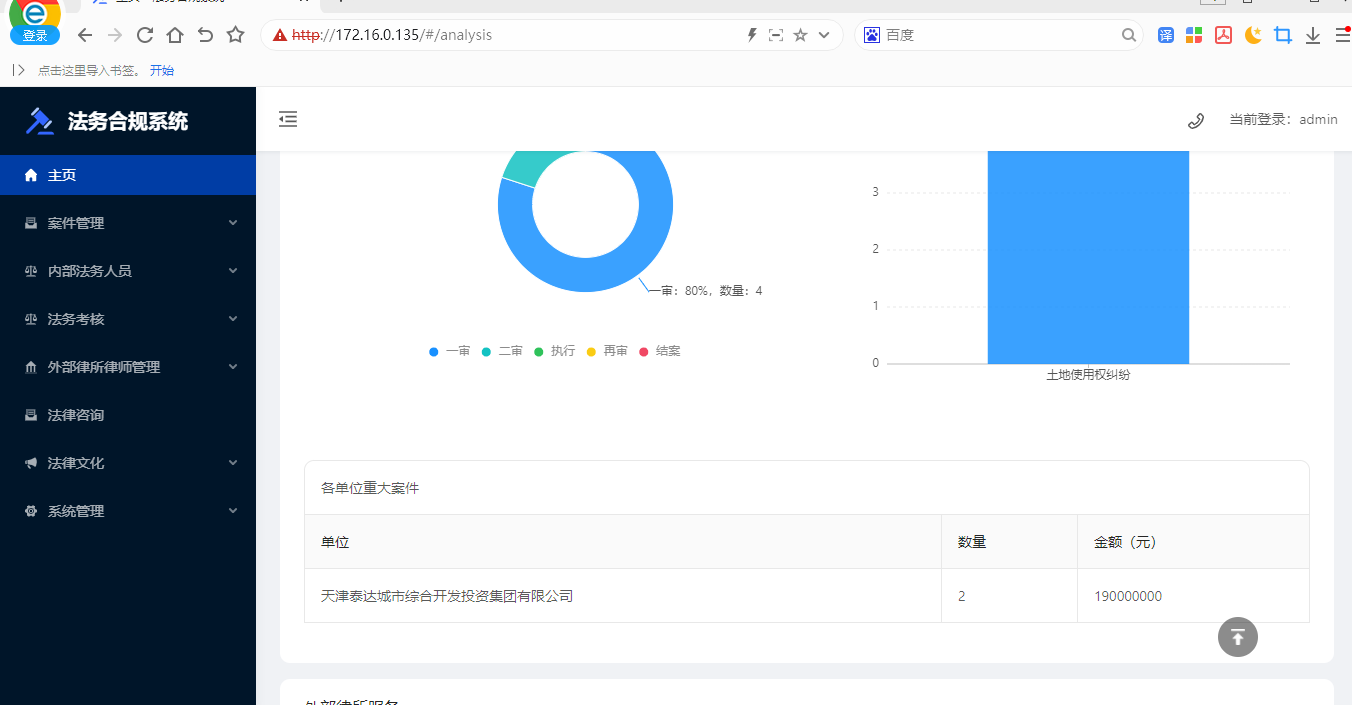 登录
http://172.16.0.135/#/analysis
百度
译
点击这里导入书签。 开始
法务合规系统
当前登录：admin
主页
案件管理
内部法务人员
法务考核
外部律所律师管理
法律咨询
法律文化
系统管理
一审：80%，数量：4
一审 二审 执行 再审 结案
3
2
1
0
土地使用权纠纷
各单位重大案件
单位 数量 金额（元）
天津泰达城市综合开发投资集团有限公司 2 190000000